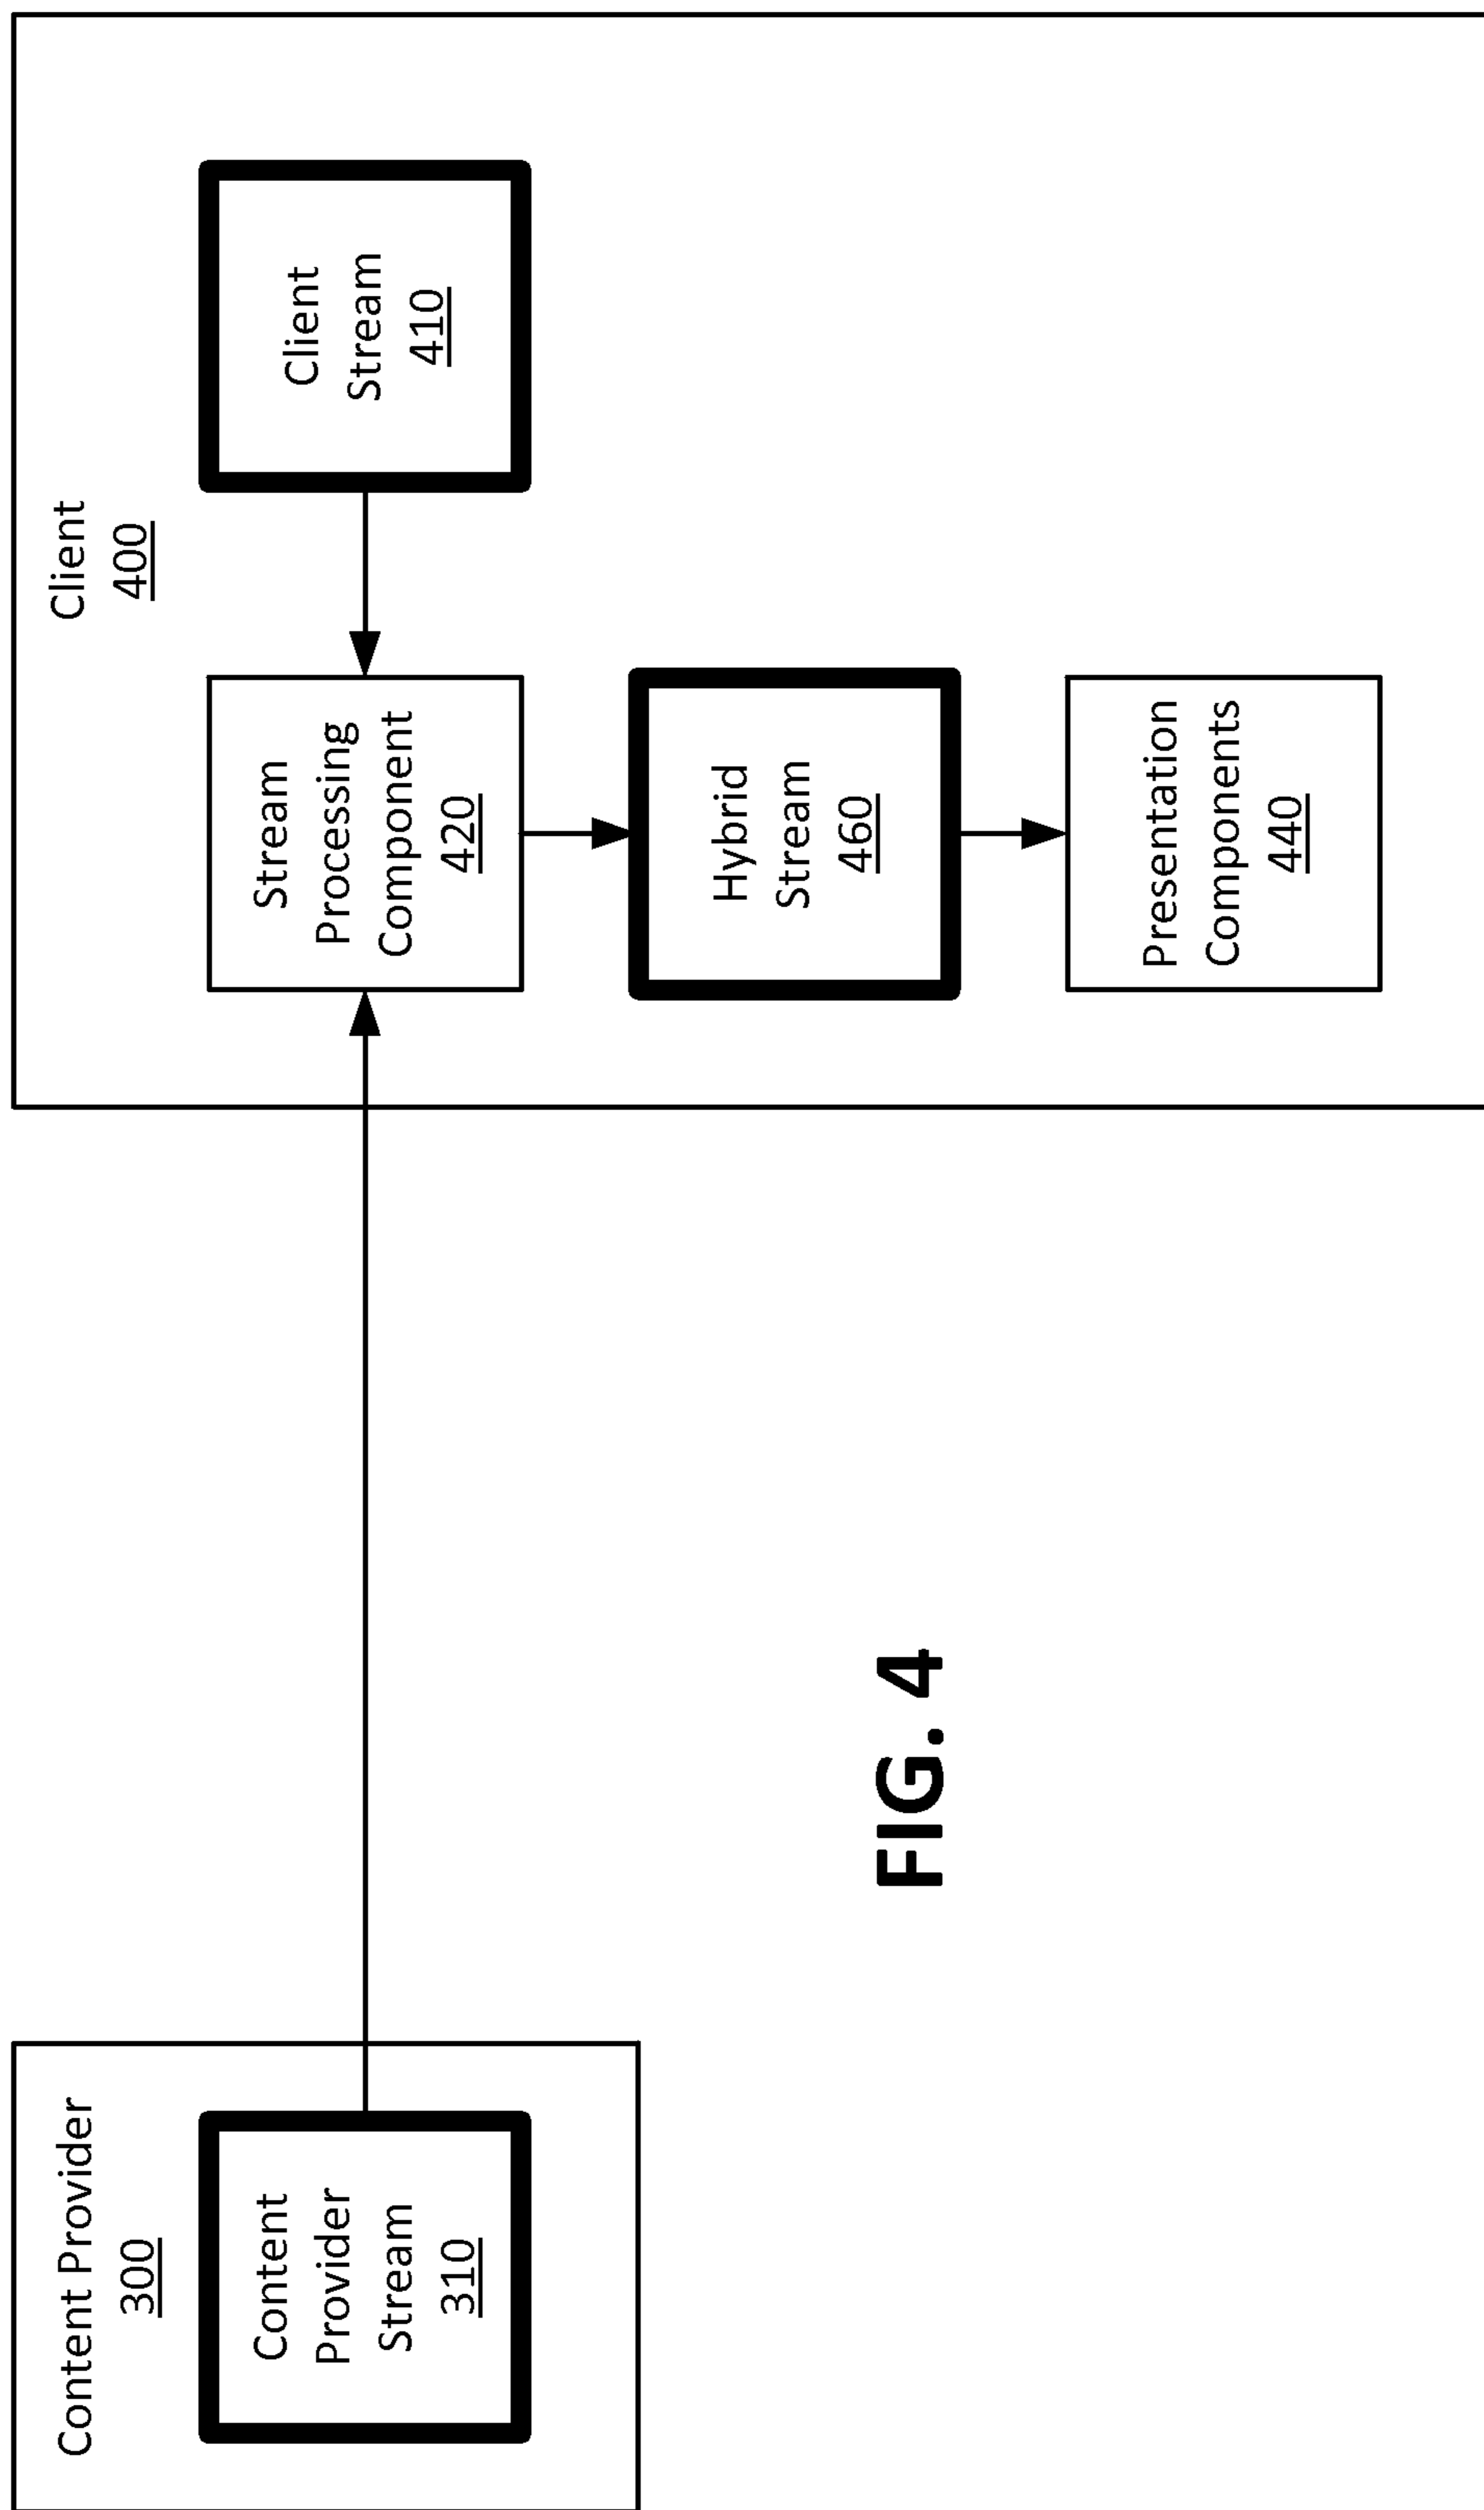 Content Provider
300
Content
Provider
Stream
310
Client
400
Stream
Processing
Component
420
Client
Stream
410
Hybrid
Stream
460
Presentation
Components
440
FIG. 4